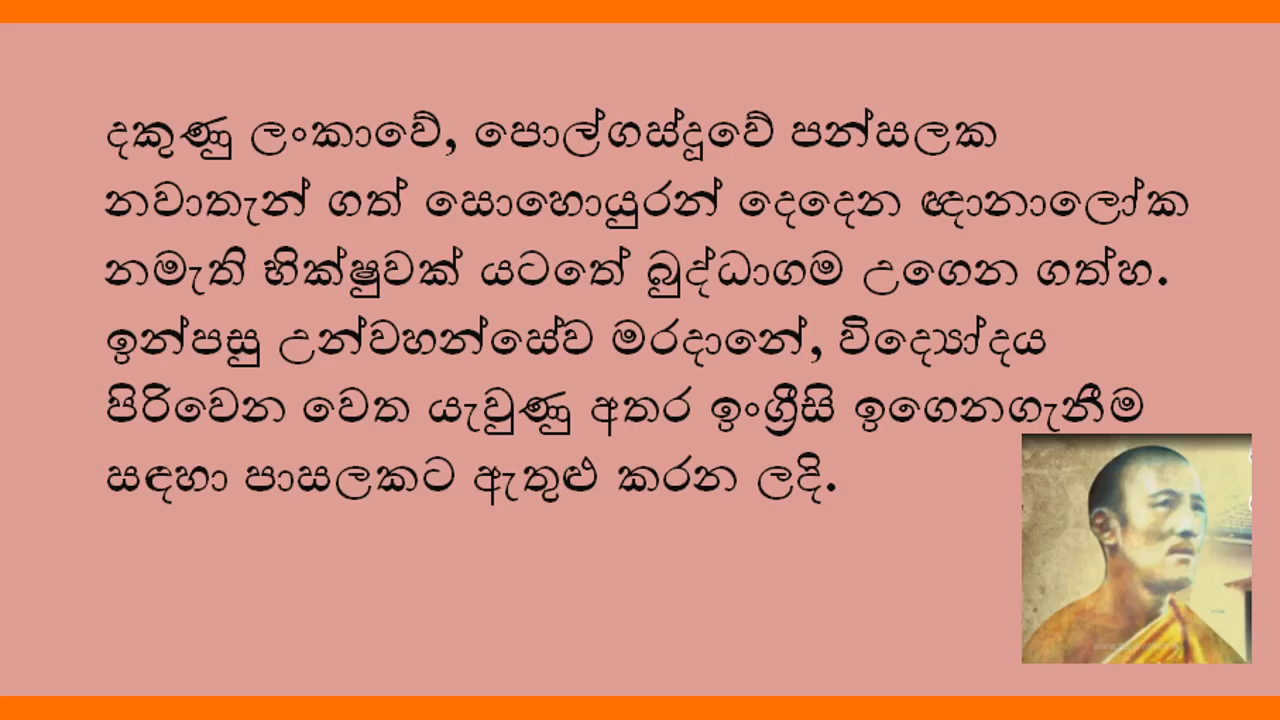 දකුණු ලංකාවේ, පොල්ගස්දූවේ පන්සලක
නවාතැන් ගත් සොහොයුරන් දෙදෙන ඥානාලෝක
නමැති භික්ෂුවක් යටතේ බුද්ධාගම උගෙන ගත්හ.
ඉන්පසු උන්වහන්සේව මරදානේ, විද්‍යෝදය
පිරිවෙන වෙත යැවුණු අතර ඉංග්‍රීසි ඉගෙනගැනීම
සඳහා පාසලකට ඇතුළු කරන ලදි.